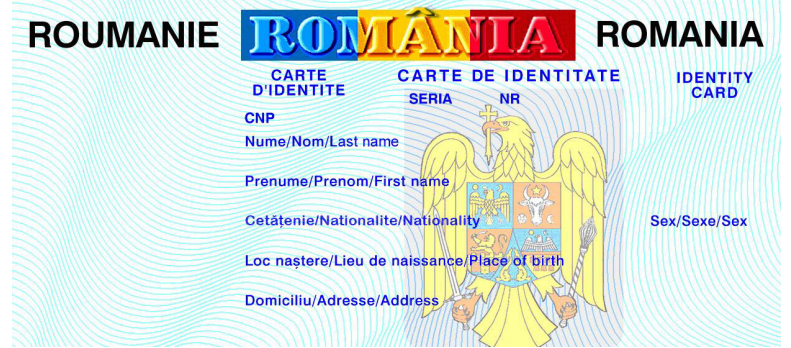 ROUMANIE ROMÂNIA ROMANIA
CARTE D'IDENTITE
CARTE DE IDENTITATE
IDENTITY CARD
SERIA NR
CNP
Nume/Nom/Last name
Prenume/Prenom/First name
Cetățenie/Nationalite/Nationality Sex/Sexe/Sex
Loc naștere/Lieu de naissance/Place of birth
Domiciliu/Adresse/Address